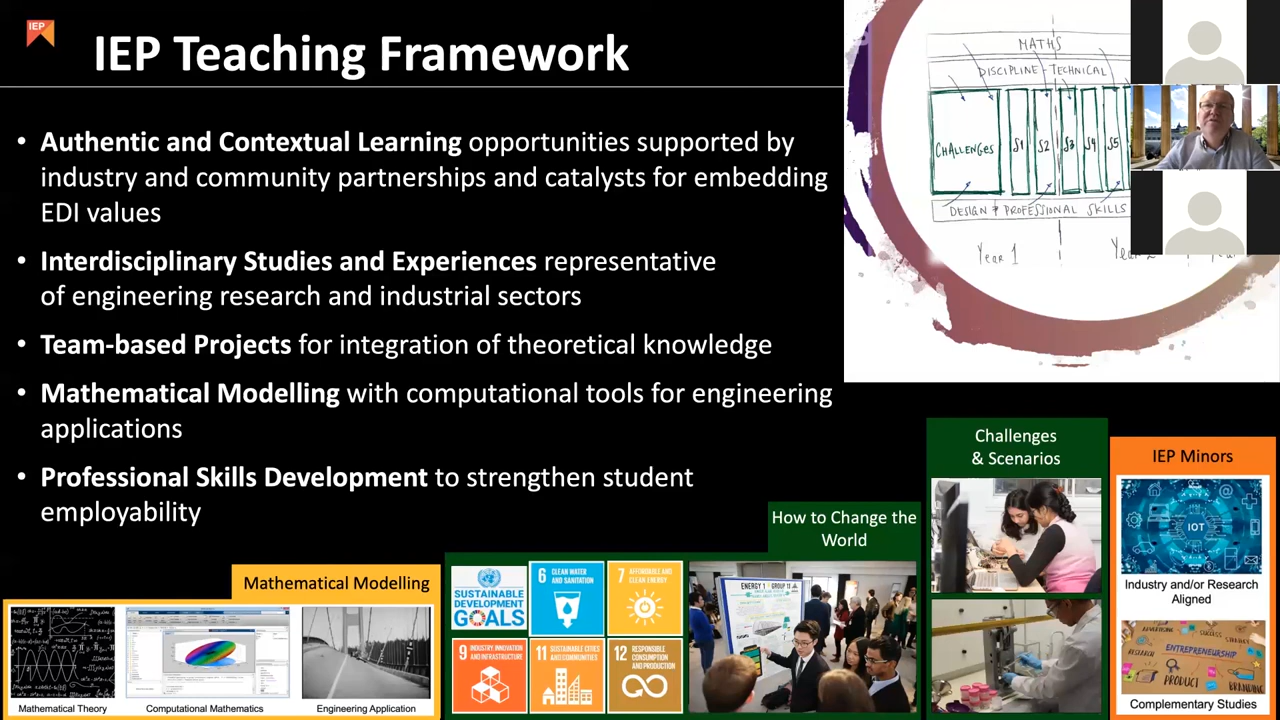 IEP
IEP Teaching Framework
• Authentic and Contextual Learning opportunities supported by
industry and community partnerships and catalysts for embedding
EDI values
• Interdisciplinary Studies and Experiences representative
of engineering research and industrial sectors
• Team-based Projects for integration of theoretical knowledge
• Mathematical Modelling with computational tools for engineering
applications
• Professional Skills Development to strengthen student
employability
MATHS
DISCIPLINE - TECHNICAL
CHALLENGES
S1
S2
S3
S4
S5
DESIGN & PROFESSIONAL SKILLS
Year 1
Mathematical Modelling
Mathematical Theory
Computational Mathematics
Engineering Application
How to Change the
World
SUSTAINABLE
DEVELOPMENT
GOALS
6 CLEAN WATER
AND SANITATION
7 AFFORDABLE AND
CLEAN ENERGY
9 INDUSTRY, INNOVATION
AND INFRASTRUCTURE
11 SUSTAINABLE CITIES
AND COMMUNITIES
12 RESPONSIBLE
CONSUMPTION
AND PRODUCTION
ENERGY 1 GROUP 13
Challenges
& Scenarios
IEP Minors
IOT
Industry and/or Research
Aligned
ADVERTISING
SUCCESS
STRATEGY
RESEARCH
ENTREPRENEURSHIP
PRODUCT
BRANDING
Complementary Studies